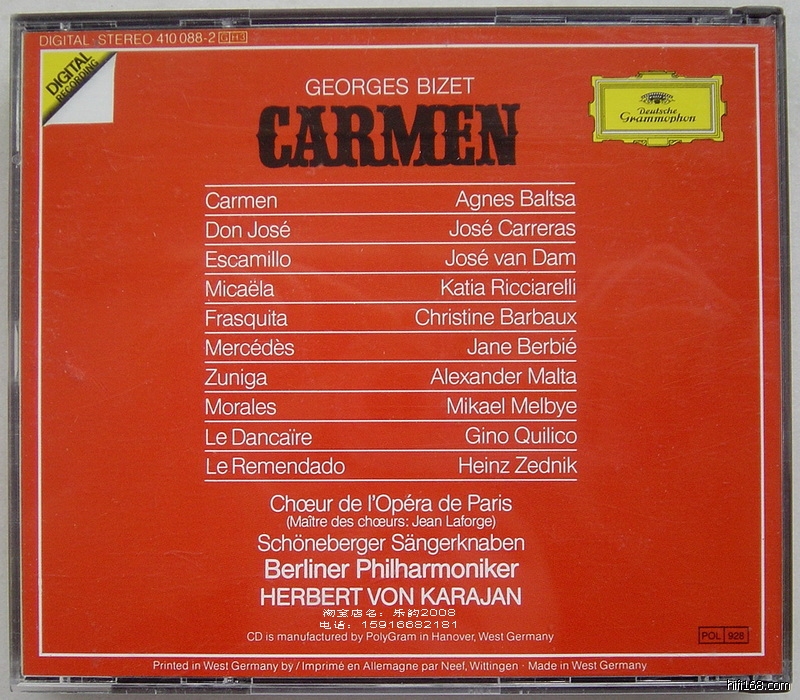 DIGITAL · STEREO 410 088-2 GH3
DIGITAL
RECORDING
GEORGES BIZET
CARMEN
Deutsche
Grammophon
Carmen Agnes Baltsa
Don José José Carreras
Escamillo José van Dam
Micaëla Katia Ricciarelli
Frasquita Christine Barbaux
Mercédès Jane Berbié
Zuniga Alexander Malta
Morales Mikael Melbye
Le Dancaïre Gino Quilico
Le Remendado Heinz Zednik
Chœur de l'Opéra de Paris
(Maître des chœurs: Jean Laforge)
Schöneberger Sängerknaben
Berliner Philharmoniker
HERBERT VON KARAJAN
淘宝店名：乐韵2008
电话：15916682181
CD is manufactured by PolyGram in Hanover, West Germany
POL 928
Printed in West Germany by / Imprimé en Allemagne par Neef, Wittingen · Made in West Germany
hifi168.com